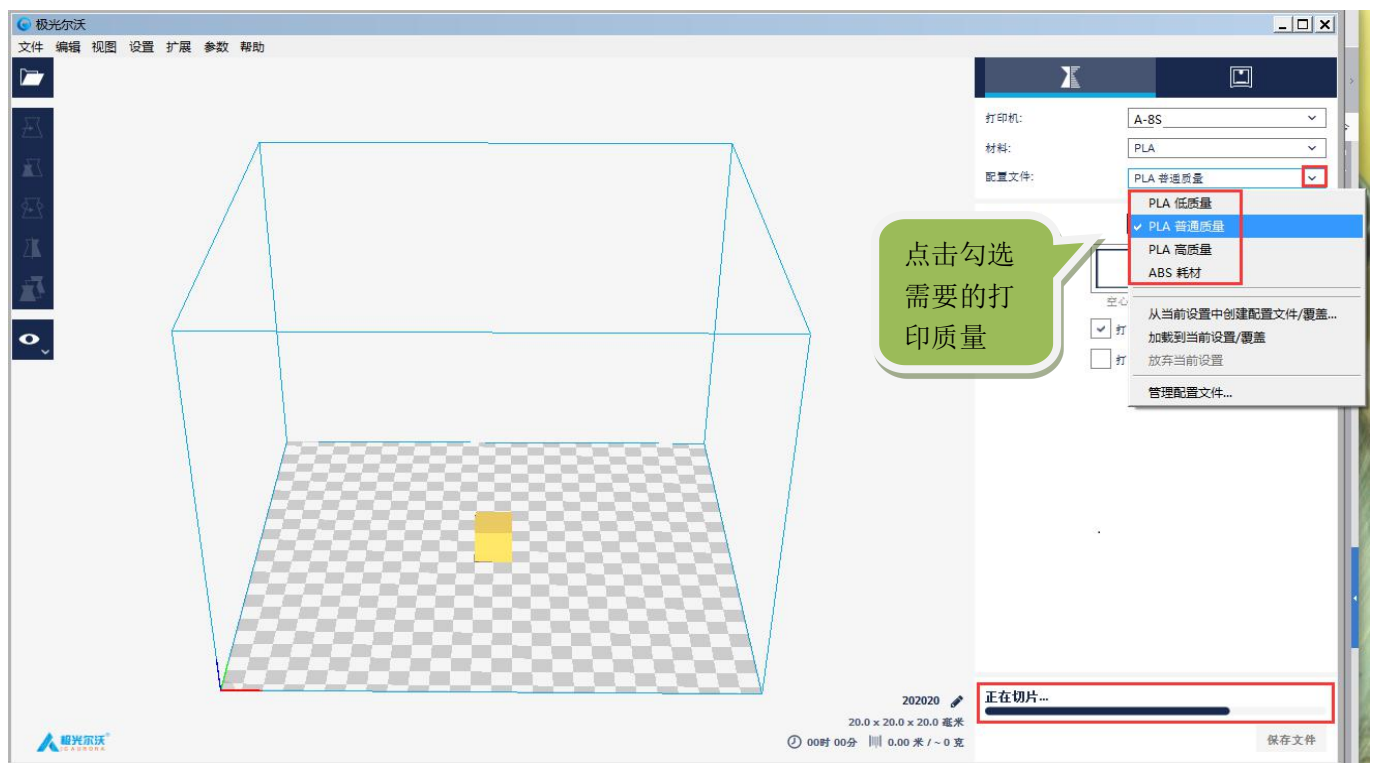 极光尔沃
文件 编辑 视图 设置 扩展 参数 帮助
打印机: A-8S
材料: PLA
配置文件: PLA 普通质量
PLA 低质量
PLA 普通质量
PLA 高质量
ABS 耗材
从当前设置中创建配置文件/覆盖...
加载到当前设置/覆盖
放弃当前设置
管理配置文件...
点击勾选
需要的打
印质量
空心
打
打
202020
20.0 x 20.0 x 20.0 毫米
00时 00分 0.00 米 / ~ 0 克
正在切片...
保存文件
极光尔沃
JGAURORA